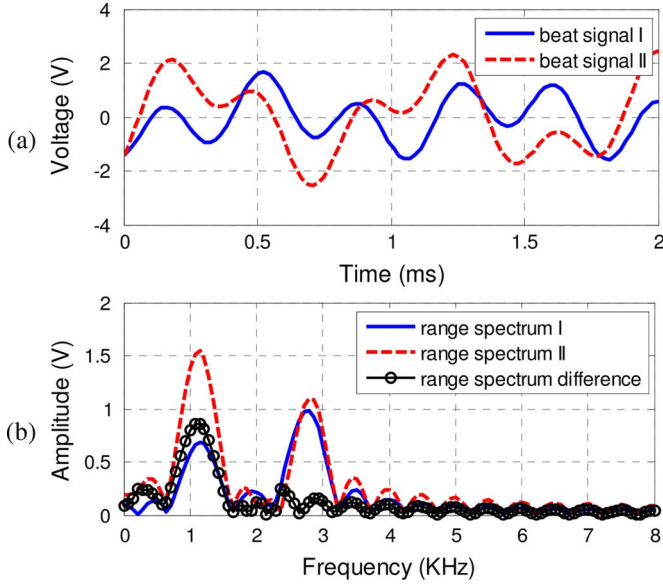 (a)
Voltage (V)
4
2
0
-2
-4
beat signal I
beat signal II
0
0.5
1
1.5
2
Time (ms)
(b)
Amplitude (V)
2
1.5
1
0.5
0
range spectrum I
range spectrum II
range spectrum difference
0
1
2
3
4
5
6
7
8
Frequency (KHz)